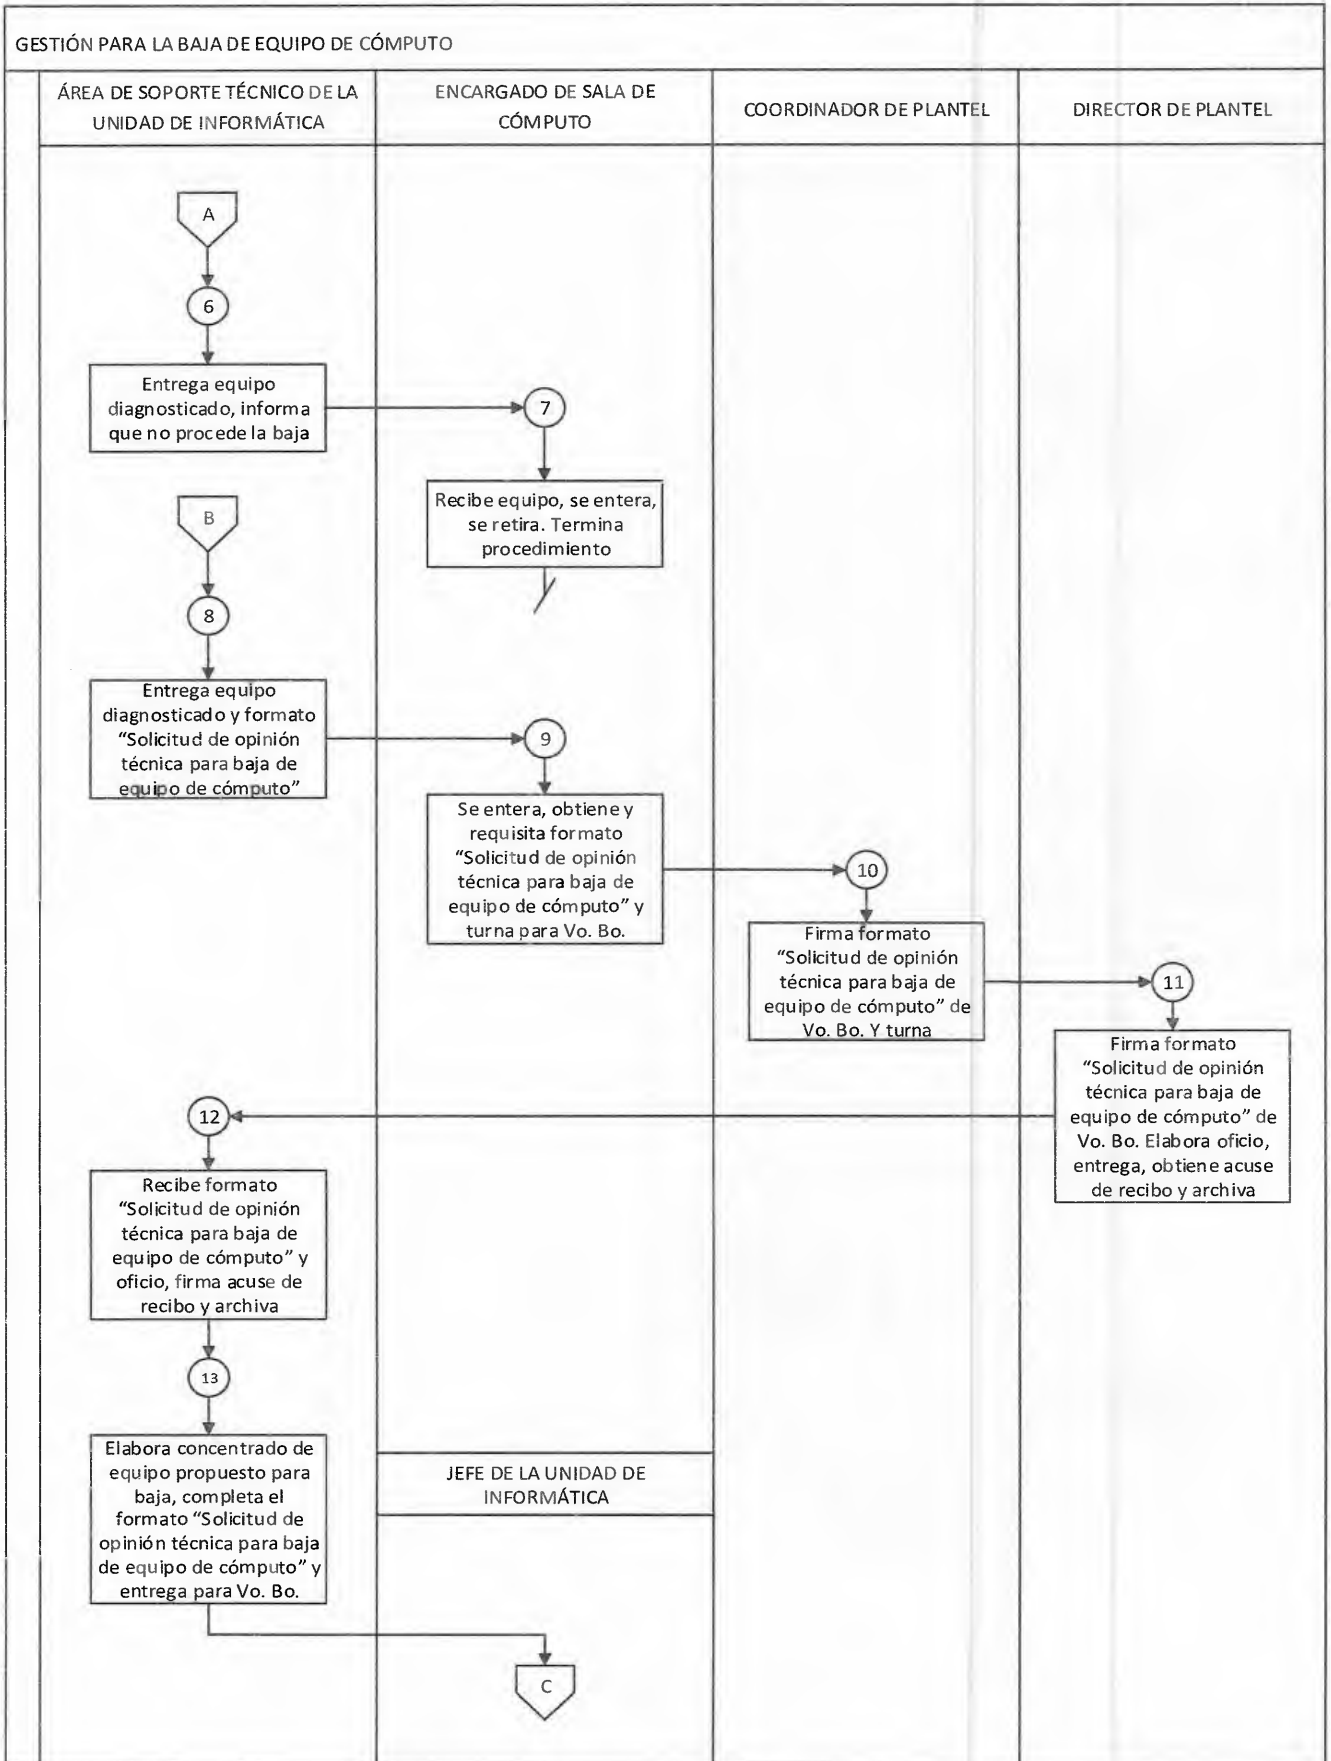 GESTIÓN PARA LA BAJA DE EQUIPO DE CÓMPUTO
ÁREA DE SOPORTE TÉCNICO DE LA
UNIDAD DE INFORMÁTICA
ENCARGADO DE SALA DE
CÓMPUTO
COORDINADOR DE PLANTEL
DIRECTOR DE PLANTEL
A
6
Entrega equipo
diagnosticado, informa
que no procede la baja
7
Recibe equipo, se entera,
se retira. Termina
procedimiento
B
8
Entrega equipo
diagnosticado y formato
“Solicitud de opinión
técnica para baja de
equipo de cómputo”
9
Se entera, obtiene y
requisita formato
“Solicitud de opinión
técnica para baja de
equipo de cómputo” y
turna para Vo. Bo.
10
Firma formato
“Solicitud de opinión
técnica para baja de
equipo de cómputo” de
Vo. Bo. Y turna
11
Firma formato
“Solicitud de opinión
técnica para baja de
equipo de cómputo” de
Vo. Bo. Elabora oficio,
entrega, obtiene acuse
de recibo y archiva
12
Recibe formato
“Solicitud de opinión
técnica para baja de
equipo de cómputo” y
oficio, firma acuse de
recibo y archiva
13
Elabora concentrado de
equipo propuesto para
baja, completa el
formato “Solicitud de
opinión técnica para baja
de equipo de cómputo” y
entrega para Vo. Bo.
JEFE DE LA UNIDAD DE
INFORMÁTICA
C